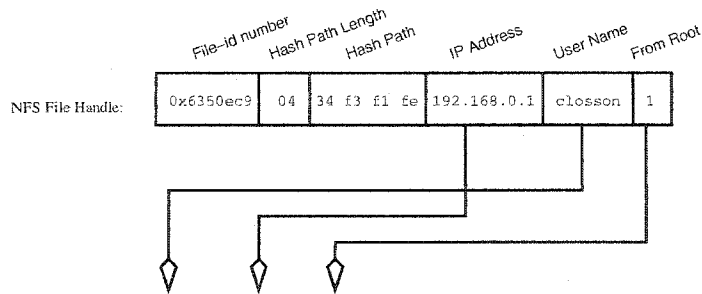 File-id number
Hash Path Length
Hash Path
IP Address
User Name
From Root
NFS File Handle:
0x6350ec9
04
34 f3 f1 fe
192.168.0.1
closson
1